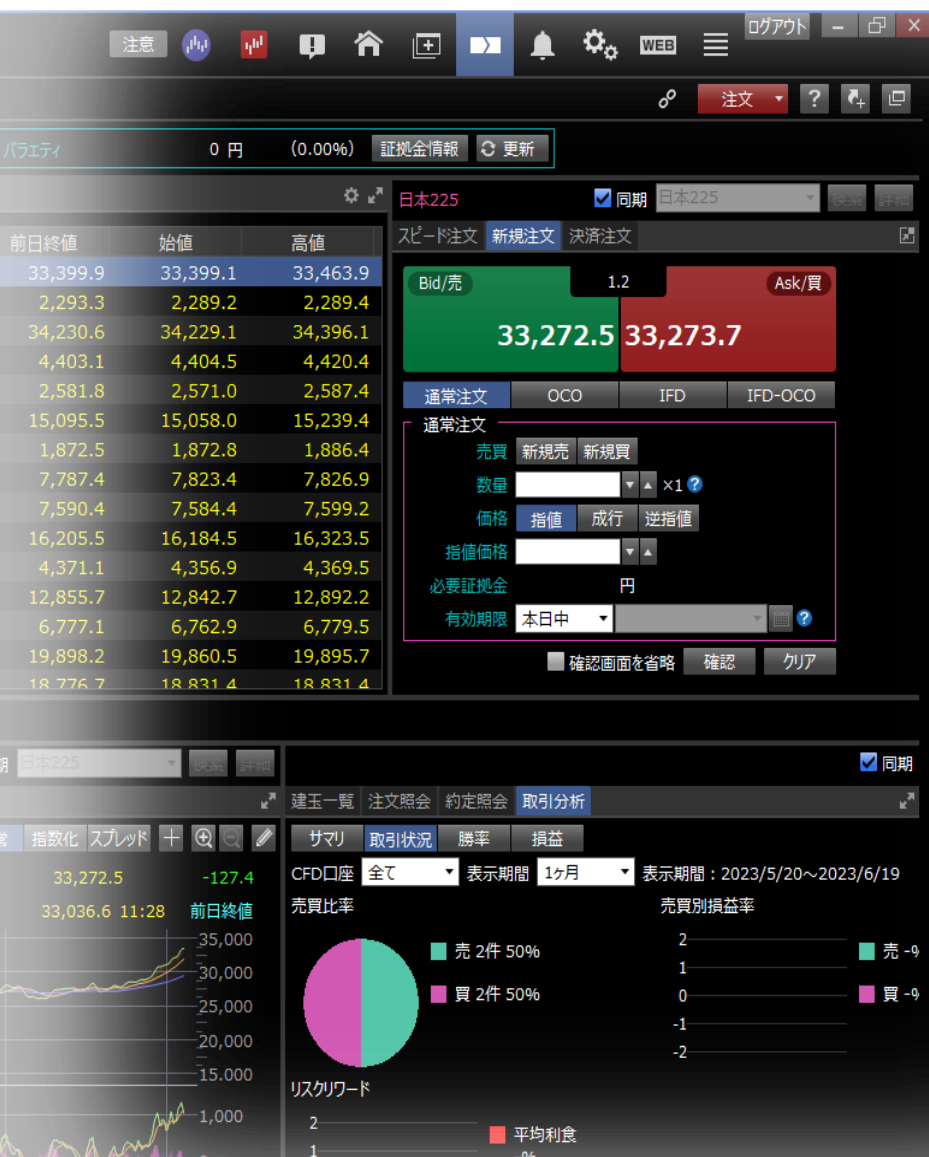 注意 WEB ログアウト
注文 ?
バラエティ 0 円 (0.00%) 証拠金情報 更新
日本225 同期 日本225 検索 詳細
スピード注文 新規注文 決済注文
前日終値 始値 高値
33,399.9 33,399.1 33,463.9
2,293.3 2,289.2 2,289.4
34,230.6 34,229.1 34,396.1
4,403.1 4,404.5 4,420.4
2,581.8 2,571.0 2,587.4
15,095.5 15,058.0 15,239.4
1,872.5 1,872.8 1,886.4
7,787.4 7,823.4 7,826.9
7,590.4 7,584.4 7,599.2
16,205.5 16,184.5 16,323.5
4,371.1 4,356.9 4,369.5
12,855.7 12,842.7 12,892.2
6,777.1 6,762.9 6,779.5
19,898.2 19,860.5 19,895.7
18,776.7 18,831.4 18,831.4
Bid/売 1.2 Ask/買
33,272.5 33,273.7
通常注文 OCO IFD IFD-OCO
通常注文
売買 新規売 新規買
数量 ×1 ?
価格 指値 成行 逆指値
指値価格
必要証拠金 円
有効期限 本日中 ?
確認画面を省略 確認 クリア
期 日本225 検索 詳細
指数化 スプレッド
33,272.5 -127.4
33,036.6 11:28 前日終値
35,000
30,000
25,000
20,000
15,000
1,000
同期
建玉一覧 注文照会 約定照会 取引分析
サマリ 取引状況 勝率 損益
CFD口座 全て 表示期間 1ヶ月 表示期間：2023/5/20～2023/6/19
売買比率
売 2件 50%
買 2件 50%
売買別損益率
2
1
0
-1
-2
売 -%
買 -%
リスクリワード
2
1
平均利食
-%